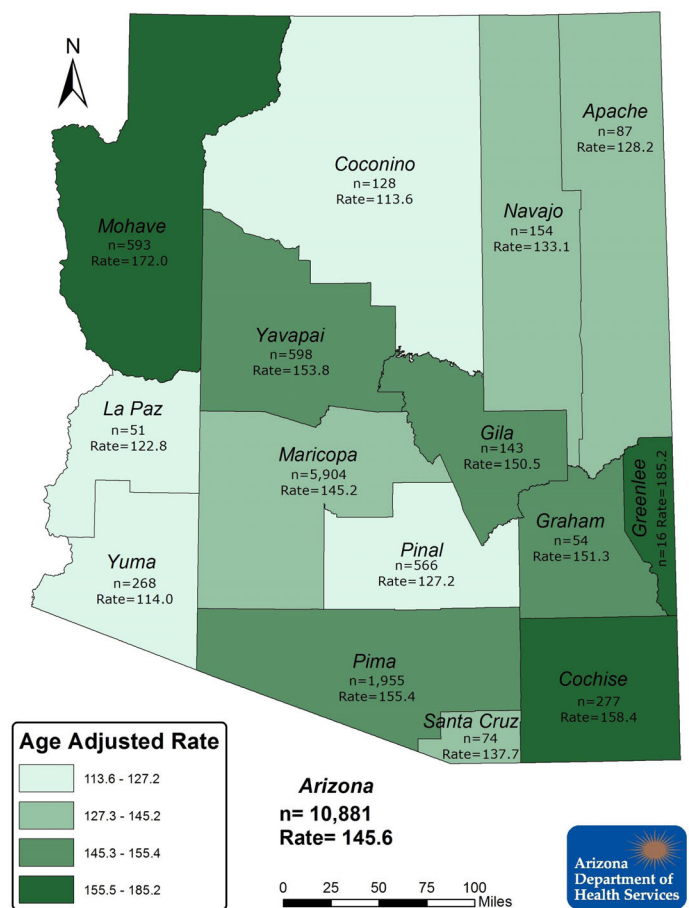 N
Apache
n=87
Rate=128.2
Coconino
n=128
Rate=113.6
Navajo
n=154
Rate=133.1
Mohave
n=593
Rate=172.0
Yavapai
n=598
Rate=153.8
La Paz
n=51
Rate=122.8
Gila
n=143
Rate=150.5
Maricopa
n=5,904
Rate=145.2
Greenlee
n=16 Rate=185.2
Graham
n=54
Rate=151.3
Pinal
n=566
Rate=127.2
Yuma
n=268
Rate=114.0
Pima
n=1,955
Rate=155.4
Cochise
n=277
Rate=158.4
Santa Cruz
n=74
Rate=137.7
Age Adjusted Rate
113.6 - 127.2
127.3 - 145.2
145.3 - 155.4
155.5 - 185.2
Arizona
n= 10,881
Rate= 145.6
0 25 50 75 100
Miles
Arizona
Department of
Health Services